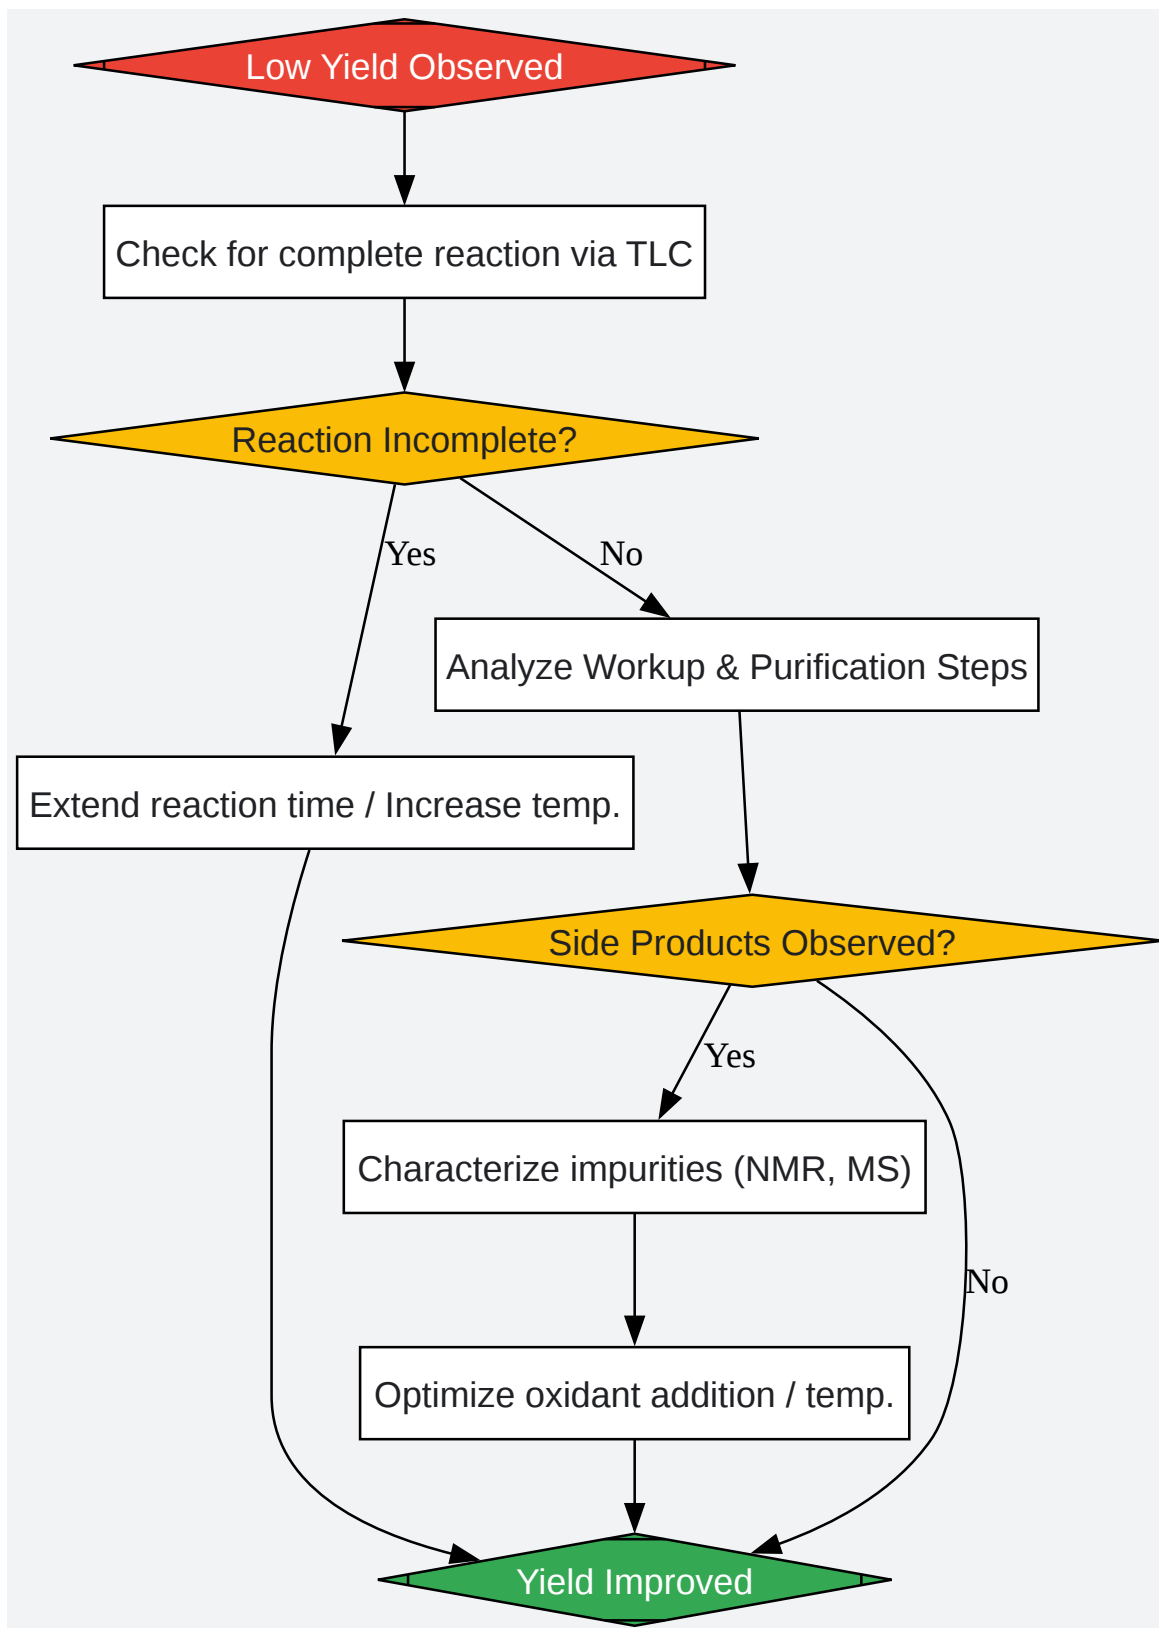 Low Yield Observed
Check for complete reaction via TLC
Reaction Incomplete?
Yes
No
Analyze Workup & Purification Steps
Extend reaction time / Increase temp.
Side Products Observed?
Yes
Characterize impurities (NMR, MS)
No
Optimize oxidant addition / temp.
Yield Improved